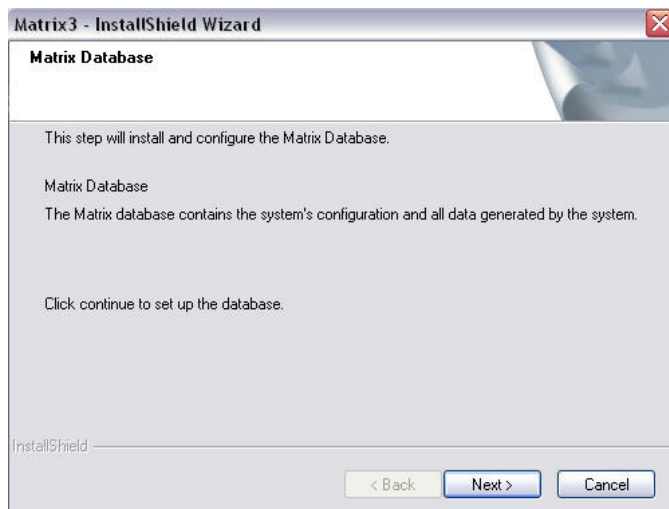 Matrix3 - InstallShield Wizard
Matrix Database
This step will install and configure the Matrix Database.
Matrix Database
The Matrix database contains the system's configuration and all data generated by the system.
Click continue to set up the database.
InstallShield
< Back Next > Cancel